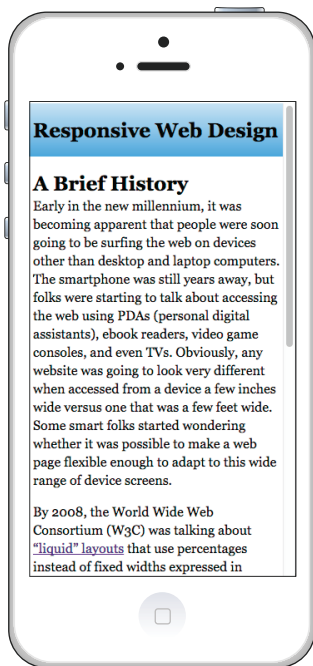 Responsive Web Design
A Brief History
Early in the new millennium, it was
becoming apparent that people were soon
going to be surfing the web on devices
other than desktop and laptop computers.
The smartphone was still years away, but
folks were starting to talk about accessing
the web using PDAs (personal digital
assistants), ebook readers, video game
consoles, and even TVs. Obviously, any
website was going to look very different
when accessed from a device a few inches
wide versus one that was a few feet wide.
Some smart folks started wondering
whether it was possible to make a web
page flexible enough to adapt to this wide
range of device screens.
By 2008, the World Wide Web
Consortium (W3C) was talking about
“liquid” layouts that use percentages
instead of fixed widths expressed in